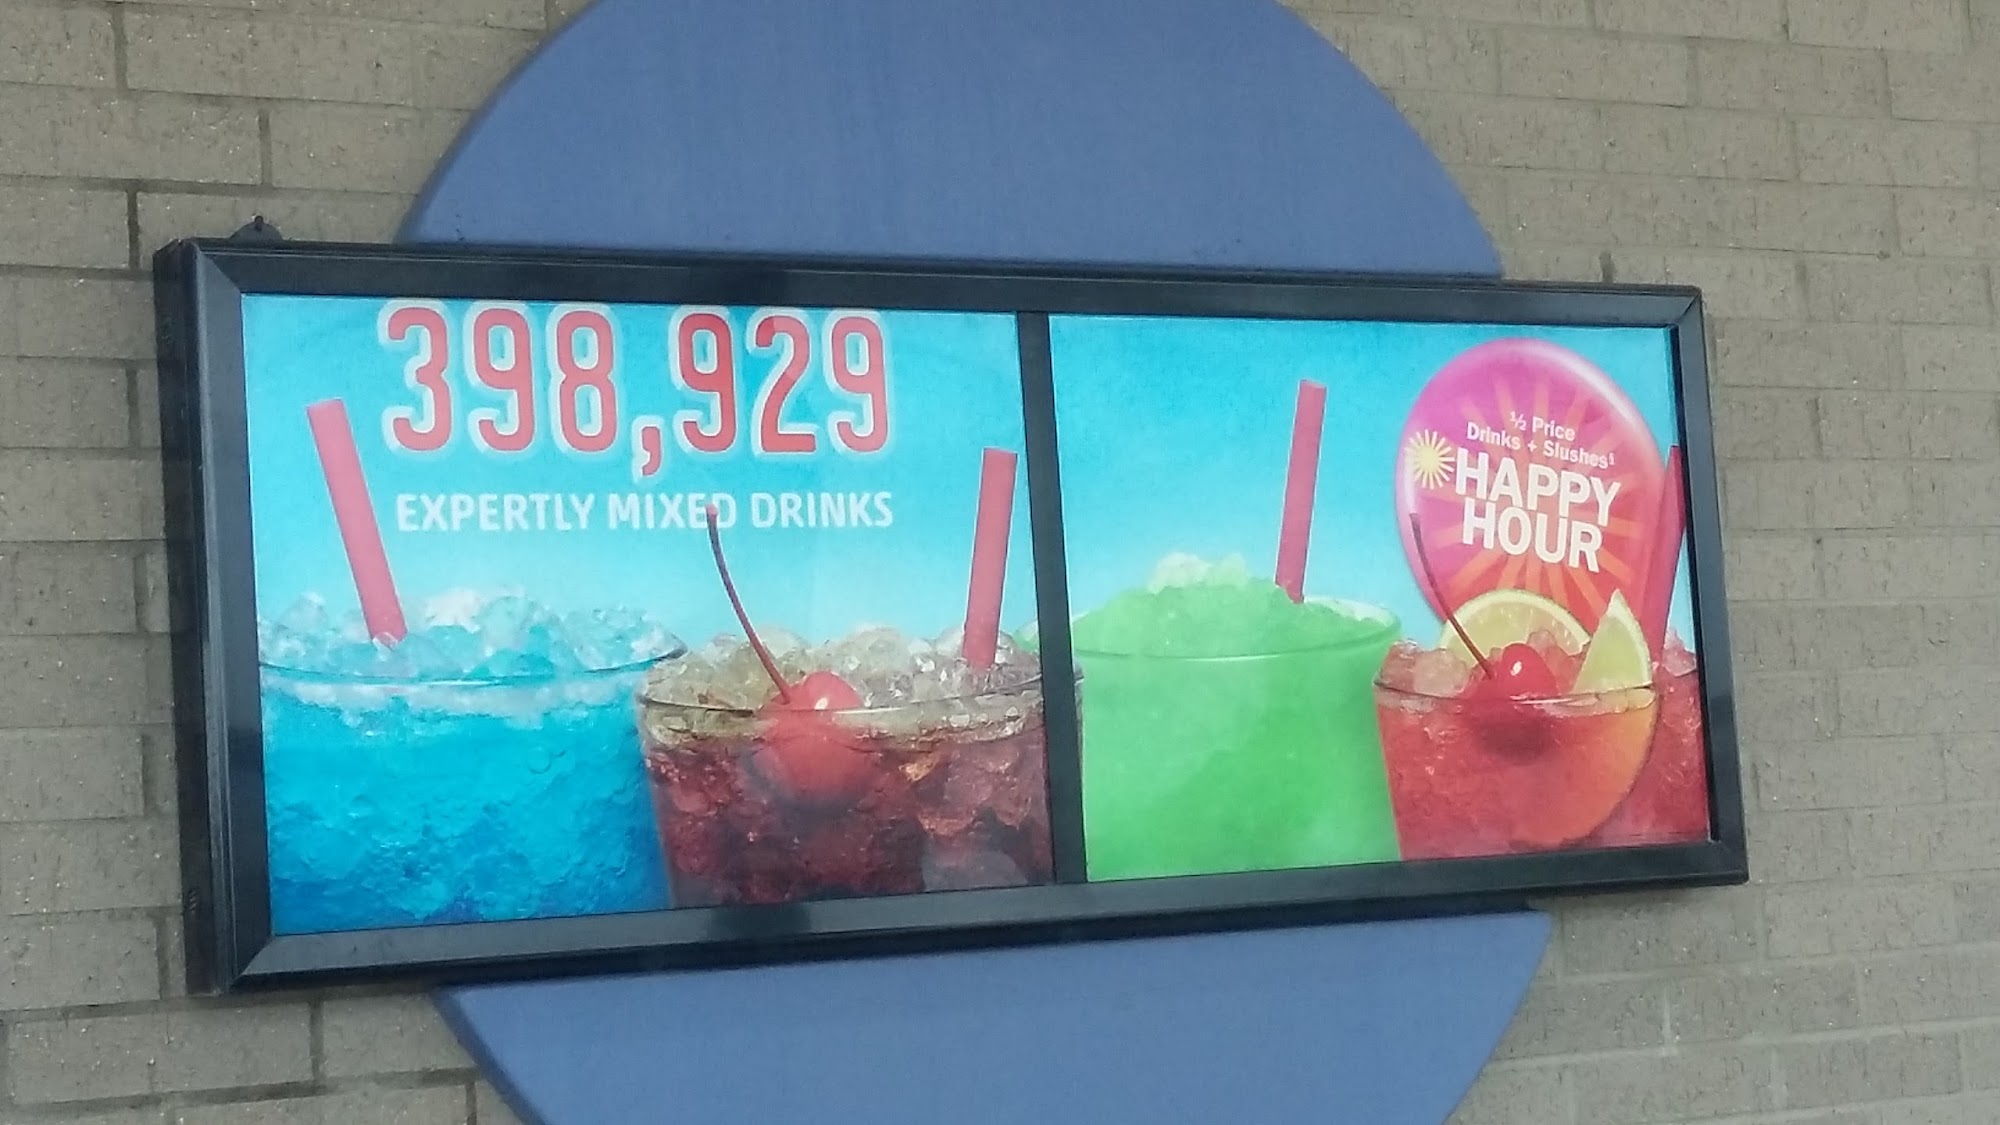 398,929
EXPERTLY MIXED DRINKS
½ Price
Drinks + Slushes§
HAPPY
HOUR